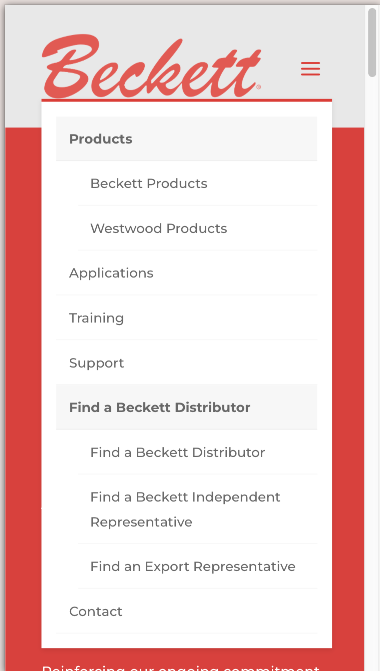 Beckett®
Products
Beckett Products
Westwood Products
Applications
Training
Support
Find a Beckett Distributor
Find a Beckett Distributor
Find a Beckett Independent
Representative
Find an Export Representative
Contact
Reinforcing our ongoing commitment